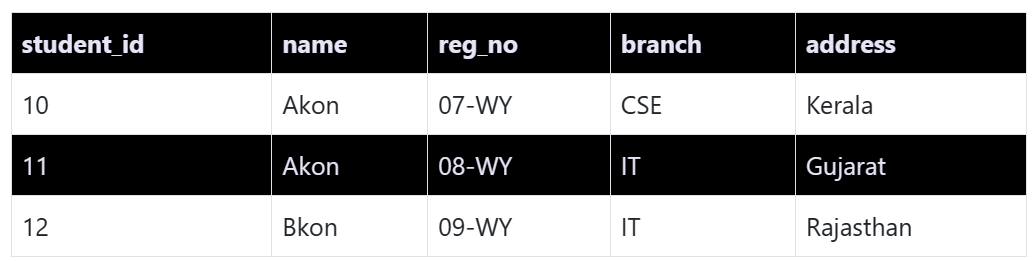 student_id name reg_no branch address
10 Akon 07-WY CSE Kerala
11 Akon 08-WY IT Gujarat
12 Bkon 09-WY IT Rajasthan